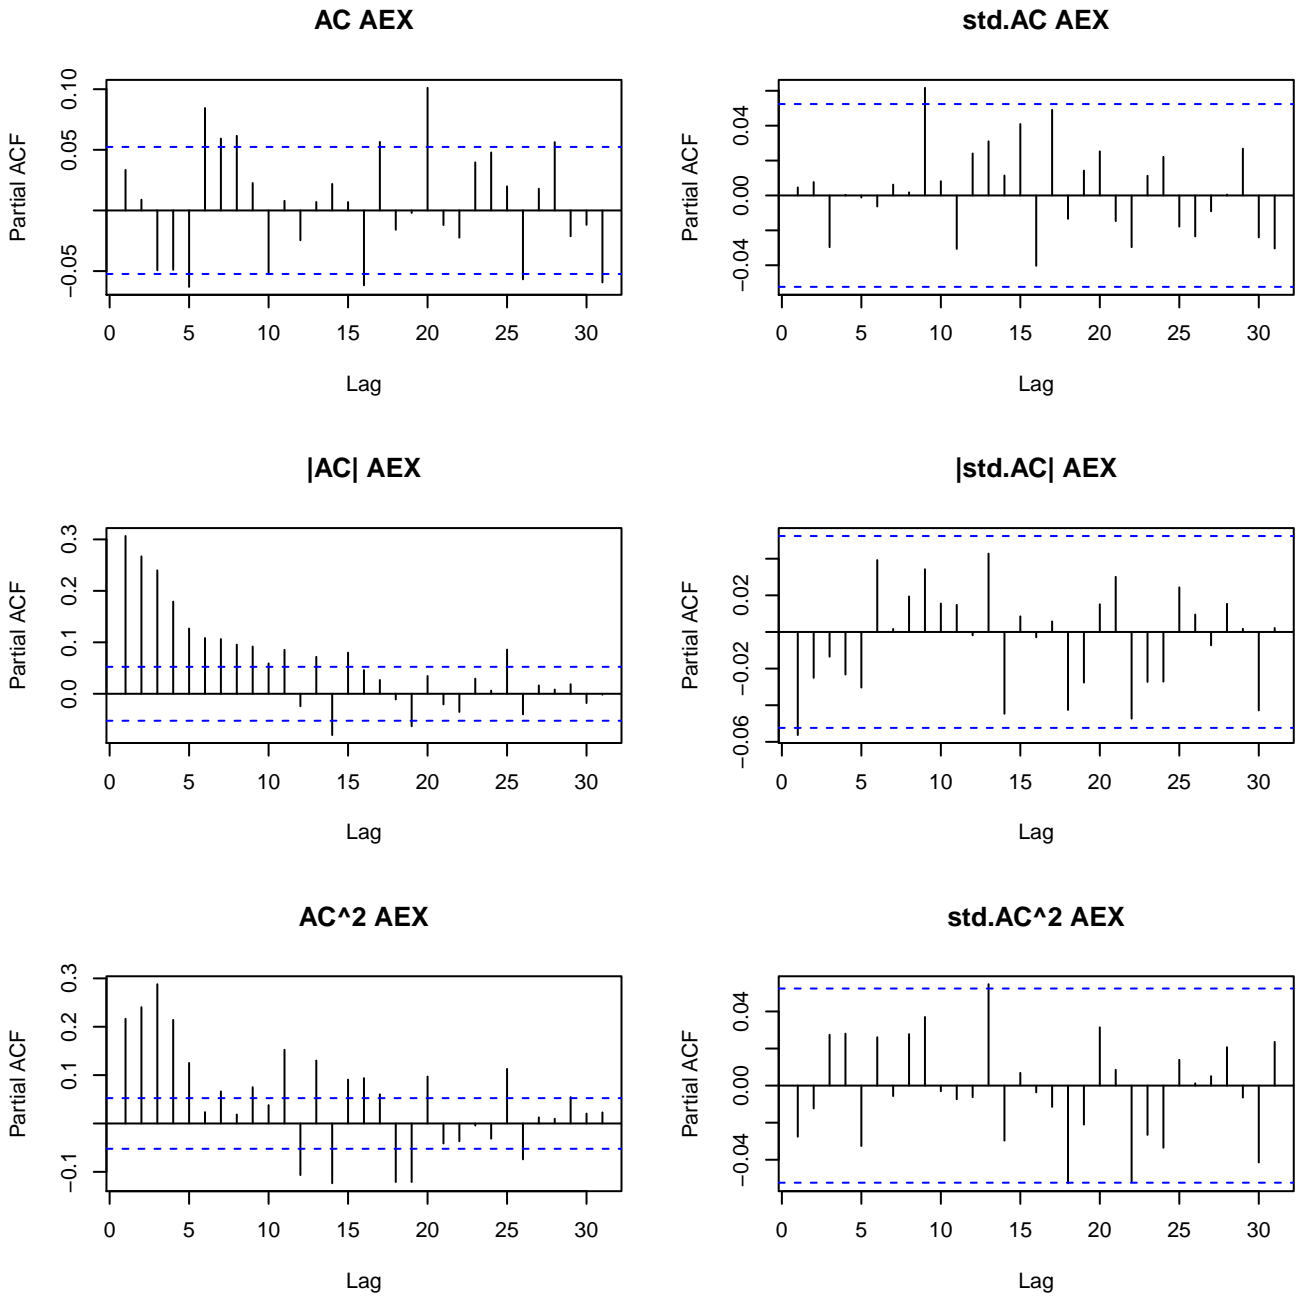 AC AEX
Partial ACF
0.10
0.05
−0.05
0 5 10 15 20 25 30
Lag
std.AC AEX
Partial ACF
0.04
0.00
−0.04
0 5 10 15 20 25 30
Lag
|AC| AEX
Partial ACF
0.3
0.2
0.1
0.0
0 5 10 15 20 25 30
Lag
|std.AC| AEX
Partial ACF
0.02
−0.02
−0.06
0 5 10 15 20 25 30
Lag
AC^2 AEX
Partial ACF
0.3
0.2
0.1
−0.1
0 5 10 15 20 25 30
Lag
std.AC^2 AEX
Partial ACF
0.04
0.00
−0.04
0 5 10 15 20 25 30
Lag